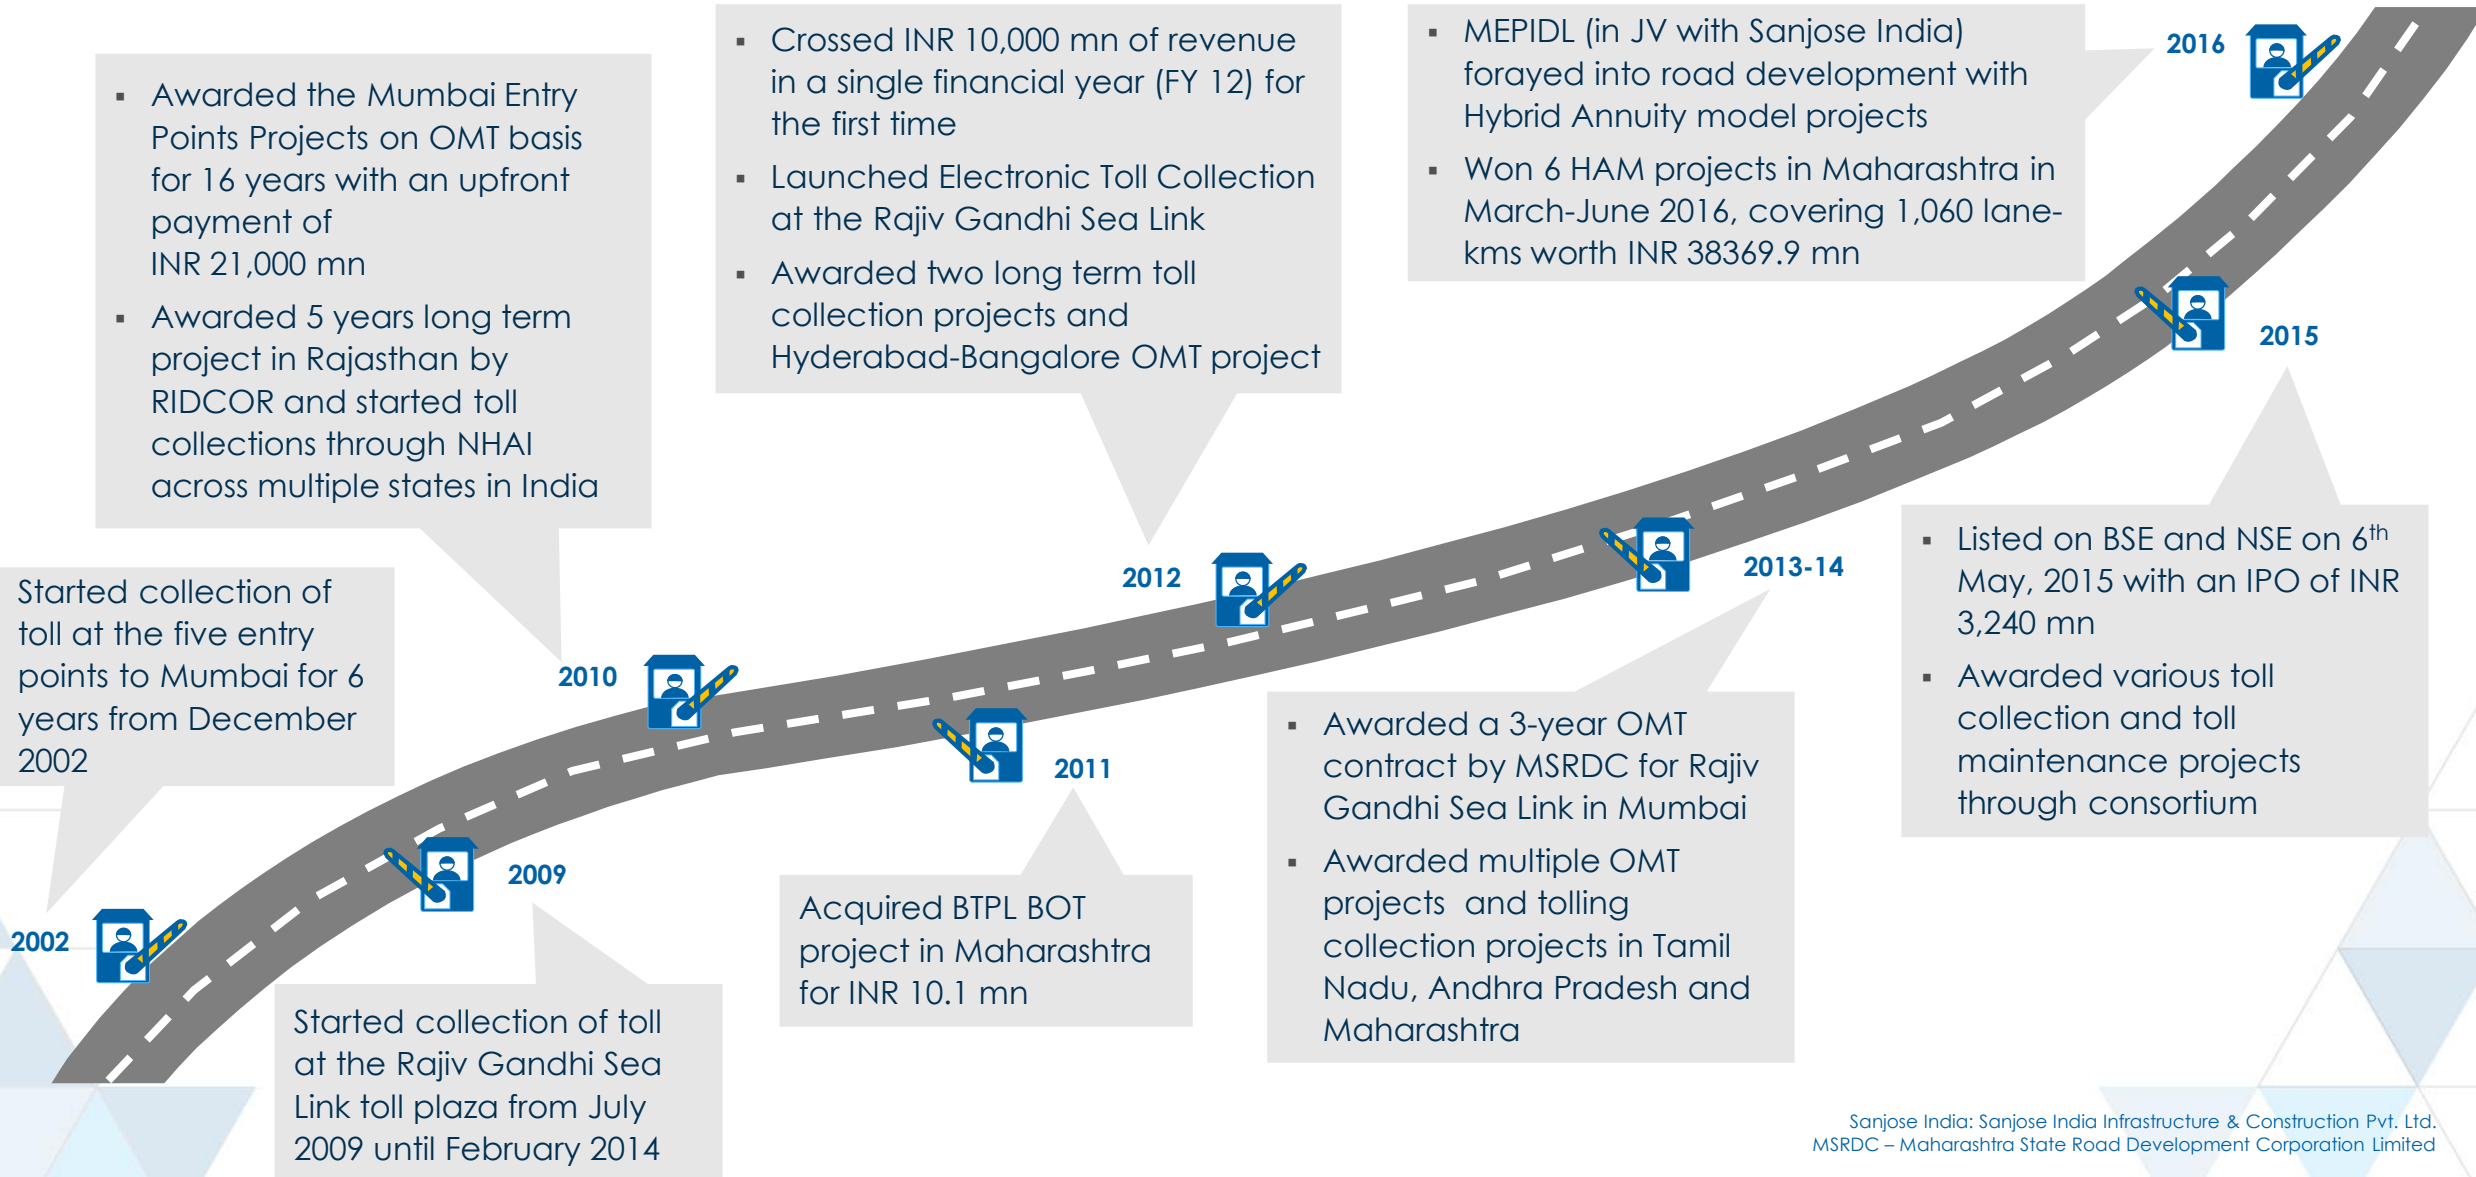 2002
Started collection of
toll at the five entry
points to Mumbai for 6
years from December
2002
2009
Started collection of toll
at the Rajiv Gandhi Sea
Link toll plaza from July
2009 until February 2014
2010
▪ Awarded the Mumbai Entry
Points Projects on OMT basis
for 16 years with an upfront
payment of
INR 21,000 mn
▪ Awarded 5 years long term
project in Rajasthan by
RIDCOR and started toll
collections through NHAI
across multiple states in India
2011
Acquired BTPL BOT
project in Maharashtra
for INR 10.1 mn
2012
▪ Crossed INR 10,000 mn of revenue
in a single financial year (FY 12) for
the first time
▪ Launched Electronic Toll Collection
at the Rajiv Gandhi Sea Link
▪ Awarded two long term toll
collection projects and
Hyderabad-Bangalore OMT project
2013-14
▪ Awarded a 3-year OMT
contract by MSRDC for Rajiv
Gandhi Sea Link in Mumbai
▪ Awarded multiple OMT
projects and tolling
collection projects in Tamil
Nadu, Andhra Pradesh and
Maharashtra
2015
▪ Listed on BSE and NSE on 6th
May, 2015 with an IPO of INR
3,240 mn
▪ Awarded various toll
collection and toll
maintenance projects
through consortium
2016
▪ MEPIDL (in JV with Sanjose India)
forayed into road development with
Hybrid Annuity model projects
▪ Won 6 HAM projects in Maharashtra in
March-June 2016, covering 1,060 lane-
kms worth INR 38369.9 mn
Sanjose India: Sanjose India Infrastructure & Construction Pvt. Ltd.
MSRDC – Maharashtra State Road Development Corporation Limited